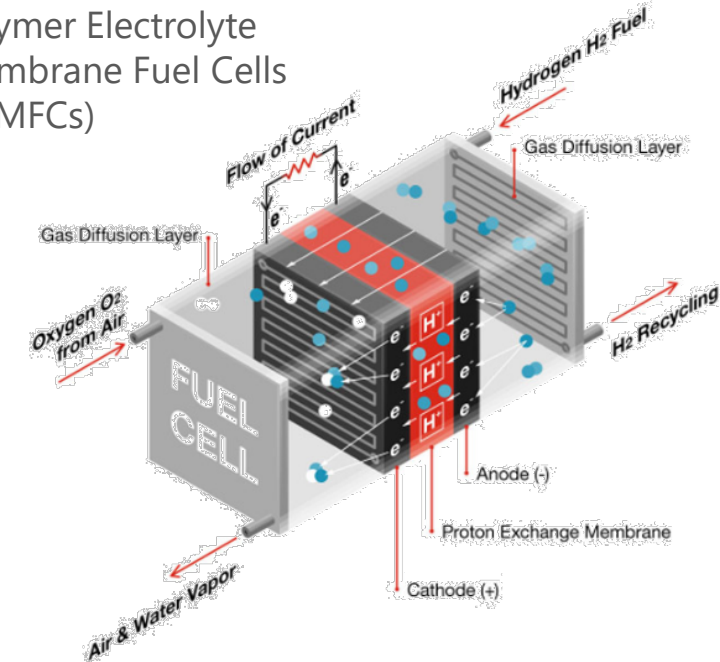 ymer Electrolyte
mbrane Fuel Cells
MFCs)
Hydrogen H2 Fuel
Flow of Current
Gas Diffusion Layer
e-
e-
Gas Diffusion Layer
Oxygen O2
from Air
H2 Recycling
FUEL
CELL
e-
e-
H+
e-
e-
H+
e-
e-
H+
e-
e-
Anode (-)
Proton Exchange Membrane
Cathode (+)
Air & Water Vapor